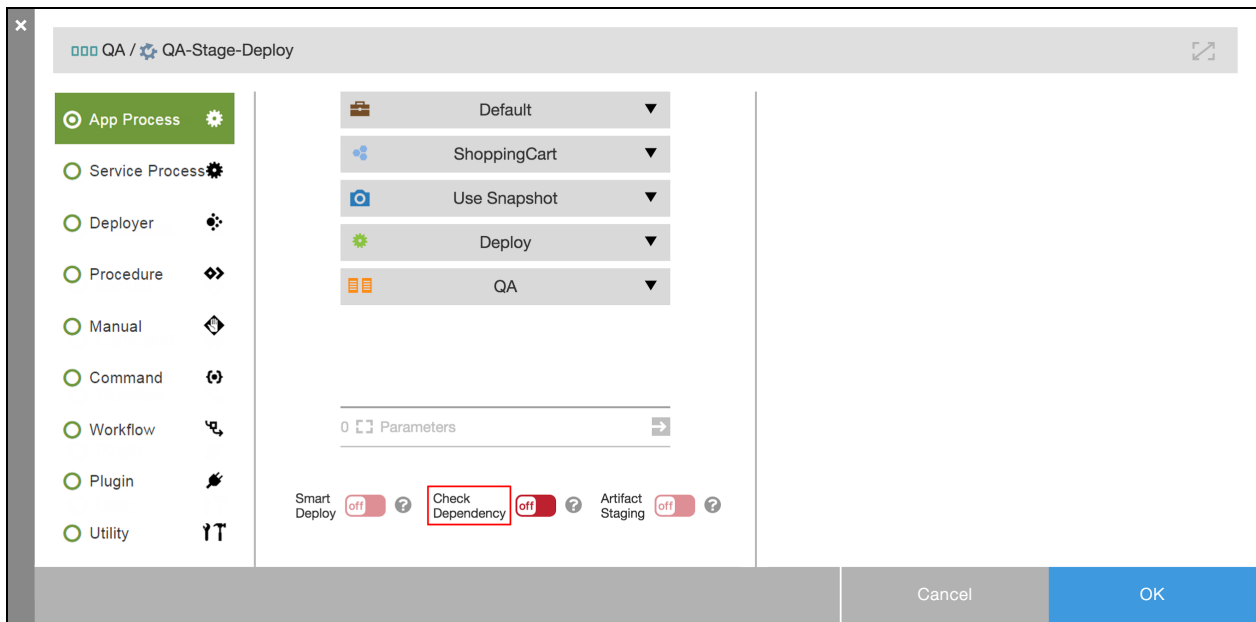 QA / QA-Stage-Deploy
App Process
Service Process
Deployer
Procedure
Manual
Command
Workflow
Plugin
Utility
Default
ShoppingCart
Use Snapshot
Deploy
QA
0 Parameters
Smart
Deploy
off
?
Check
Dependency
off
?
Artifact
Staging
off
?
Cancel
OK